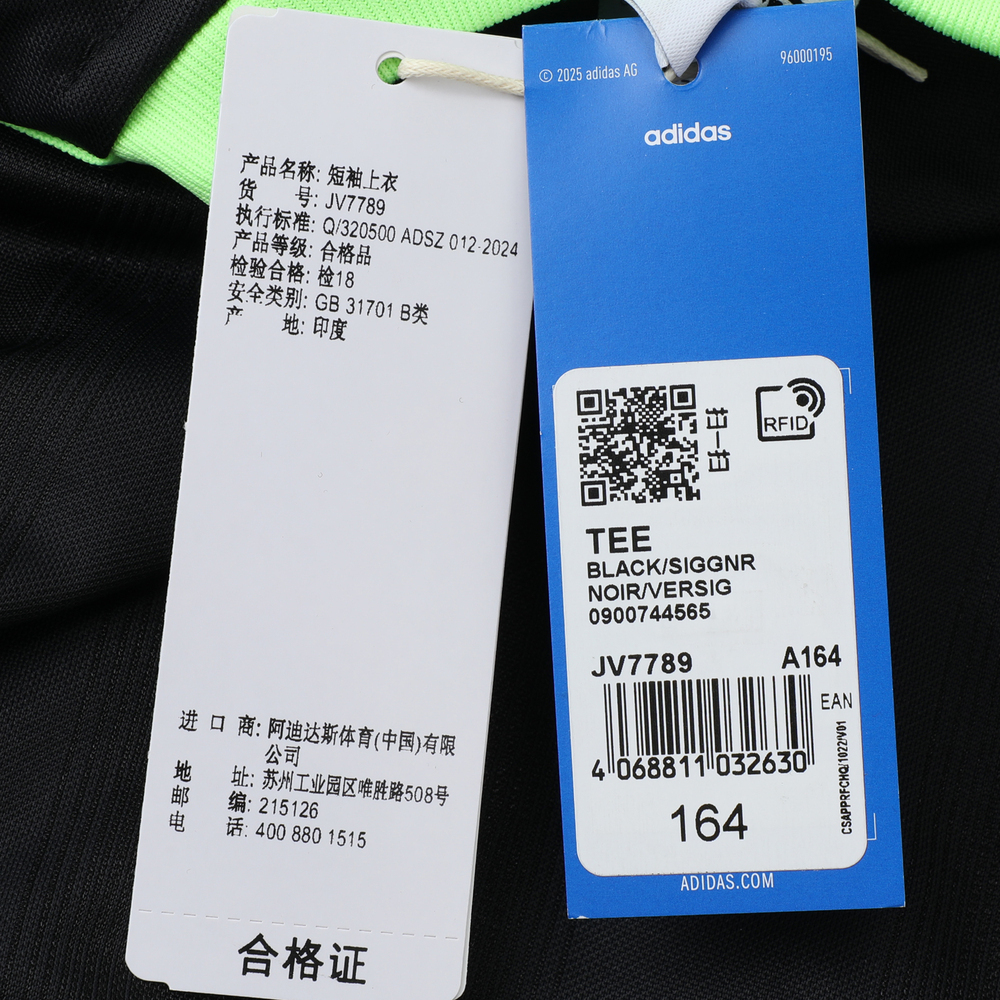 产品名称: 短袖上衣
货 号: JV7789
执行标准: Q/320500 ADSZ 012-2024
产品等级: 合格品
检验合格: 检18
安全类别: GB 31701 B类
产 地: 印度
进 口 商: 阿迪达斯体育(中国)有限
公司
地 址: 苏州工业园区唯胜路508号
邮 编: 215126
电 话: 400 880 1515
合格证
© 2025 adidas AG
96000195
adidas
扫一扫
RFID
TEE
BLACK/SIGGNR
NOIR/VERSIG
0900744565
JV7789 A164
EAN
4 068811 032630
CSAPPRFCHQ/1022/V01
164
ADIDAS.COM